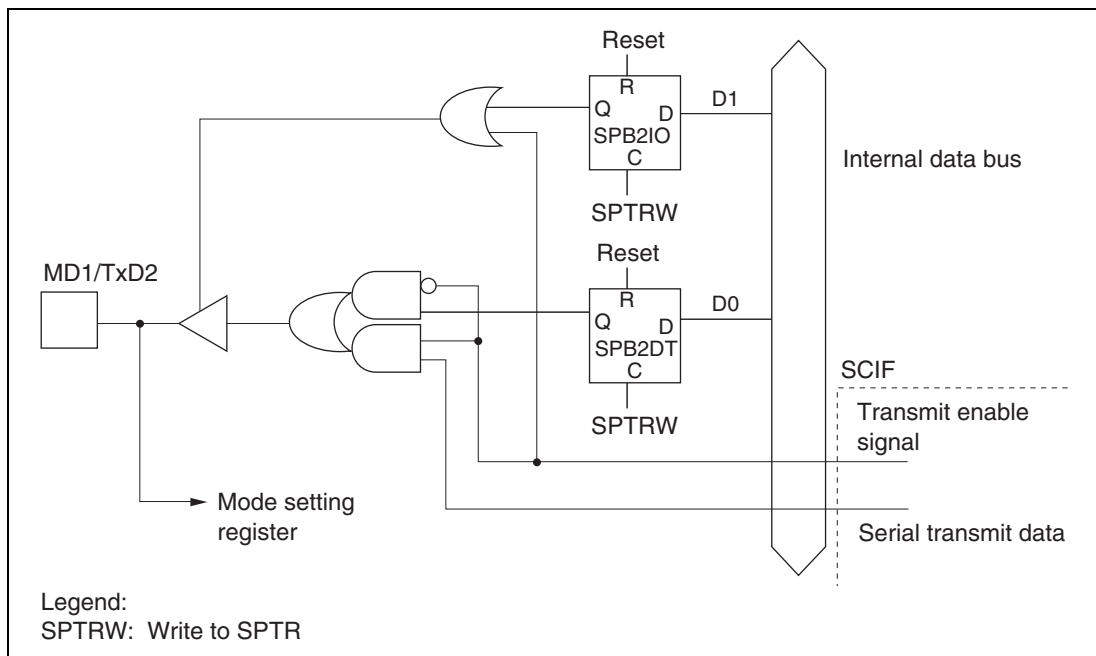 Reset
R
Q
D
SPB2IO
C
D1
SPTRW
Internal data bus
Reset
R
Q
D
SPB2DT
C
D0
SPTRW
MD1/TxD2
SCIF
Transmit enable
signal
Serial transmit data
Mode setting
register
Legend:
SPTRW: Write to SPTR